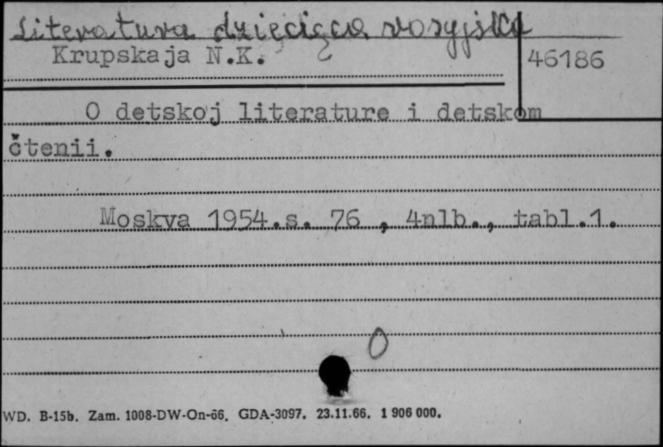 Literatura dziecięca rosyjska
Krupskaja N.K.
46186
O detskoj literature i detskom
čtenii.
Moskva 1954.s. 76 , 4nlb., tabl.1.
0
WD. B-15b. Zam. 1008-DW-On-66. GDA-3097. 23.11.66. 1 906 000.